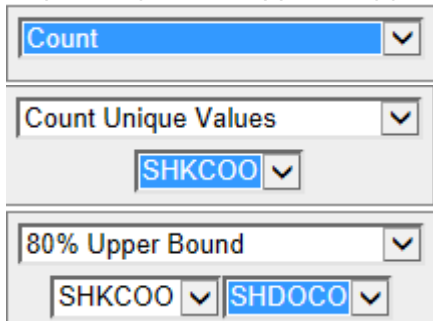 Count
Count Unique Values
SHKCOO
80% Upper Bound
SHKCOO SHDOCO